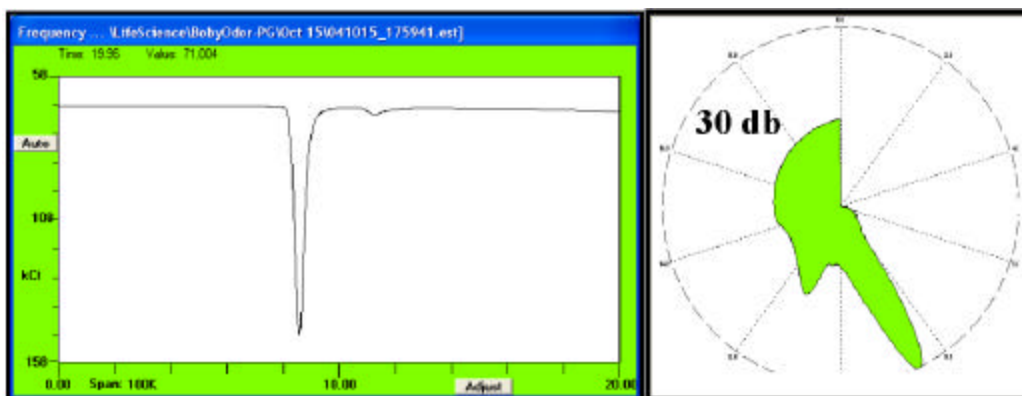 Frequency ... \LifeScience\BobyOder-PG\Oct 15\041015_175941.est]
Time: 19.95 Value: 71,004
58
Auto
108
kCt
158
0.00 Span: 100K 10.00 Adjust 20.00
30 db